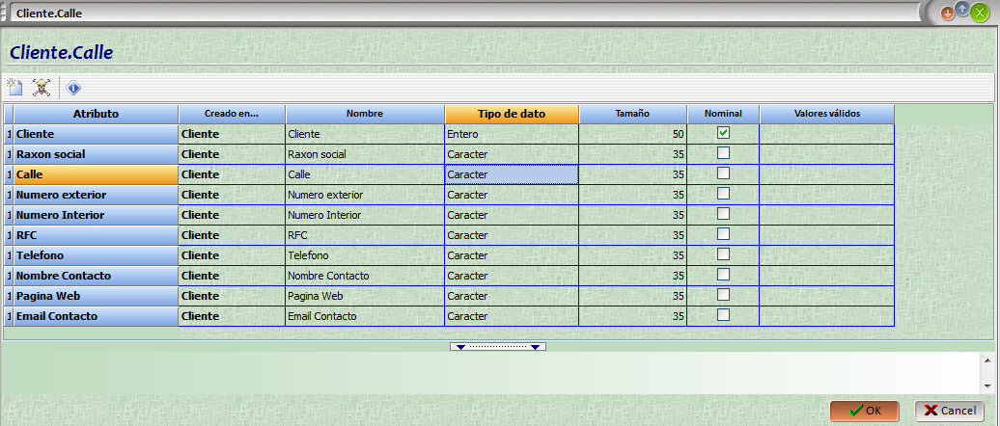 Cliente.Calle
Cliente.Calle
Atributo Creado en... Nombre Tipo de dato Tamaño Nominal Valores válidos
1 Cliente Cliente Cliente Entero 50
1 Raxon social Cliente Raxon social Caracter 35
1 Calle Cliente Calle Caracter 35
1 Numero exterior Cliente Numero exterior Caracter 35
1 Numero Interior Cliente Numero Interior Caracter 35
1 RFC Cliente RFC Caracter 35
1 Telefono Cliente Telefono Caracter 35
1 Nombre Contacto Cliente Nombre Contacto Caracter 35
1 Pagina Web Cliente Pagina Web Caracter 35
1 Email Contacto Cliente Email Contacto Caracter 35
OK Cancel